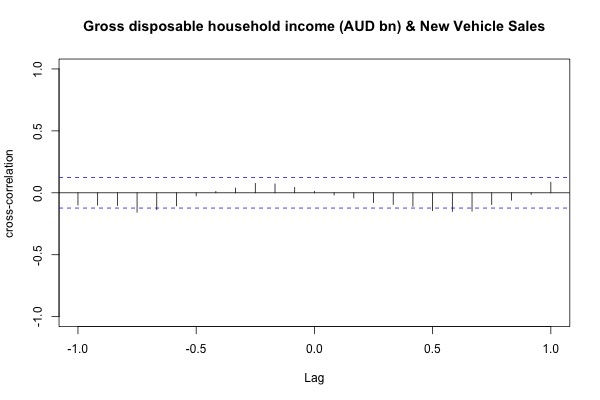 Gross disposable household income (AUD bn) & New Vehicle Sales
cross-correlation
1.0
0.5
0.0
-0.5
-1.0
-1.0 -0.5 0.0 0.5 1.0
Lag